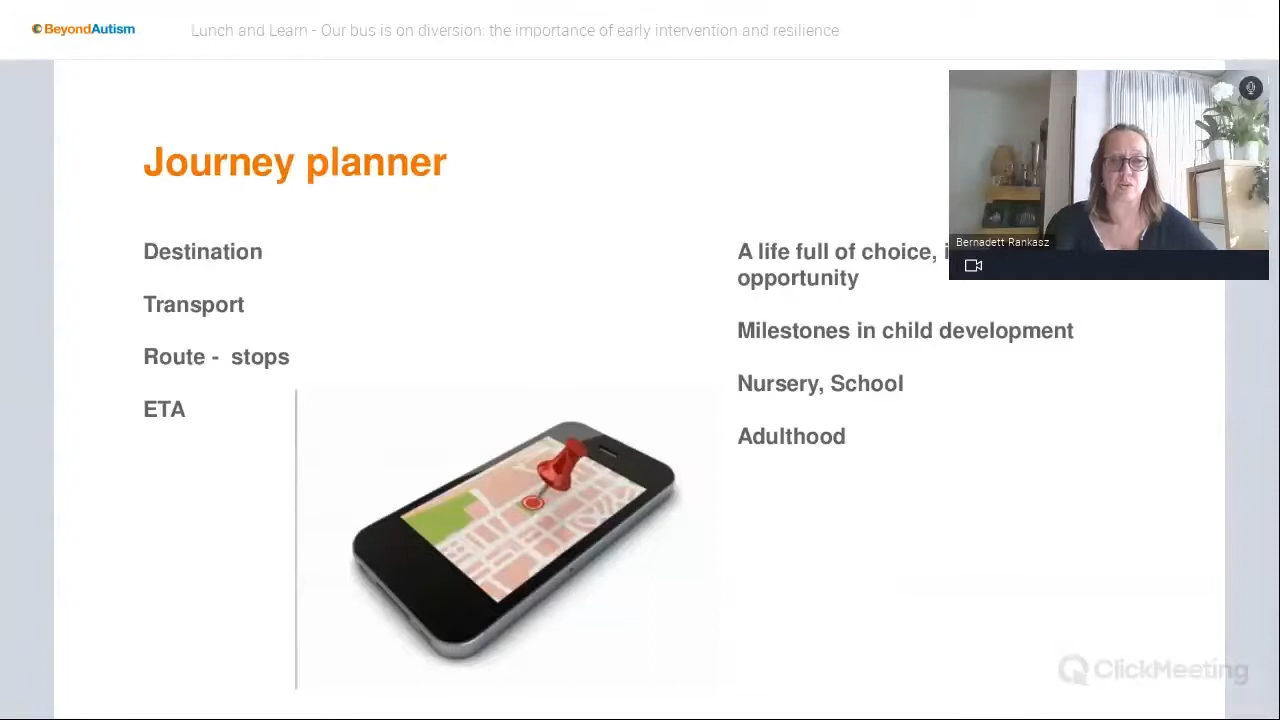 BeyondAutism
Lunch and Learn - Our bus is on diversion: the importance of early intervention and resilience
Journey planner
Destination
Transport
Route - stops
ETA
A life full of choice,
opportunity
Milestones in child development
Nursery, School
Adulthood
Bernadett Rankasz
ClickMeeting